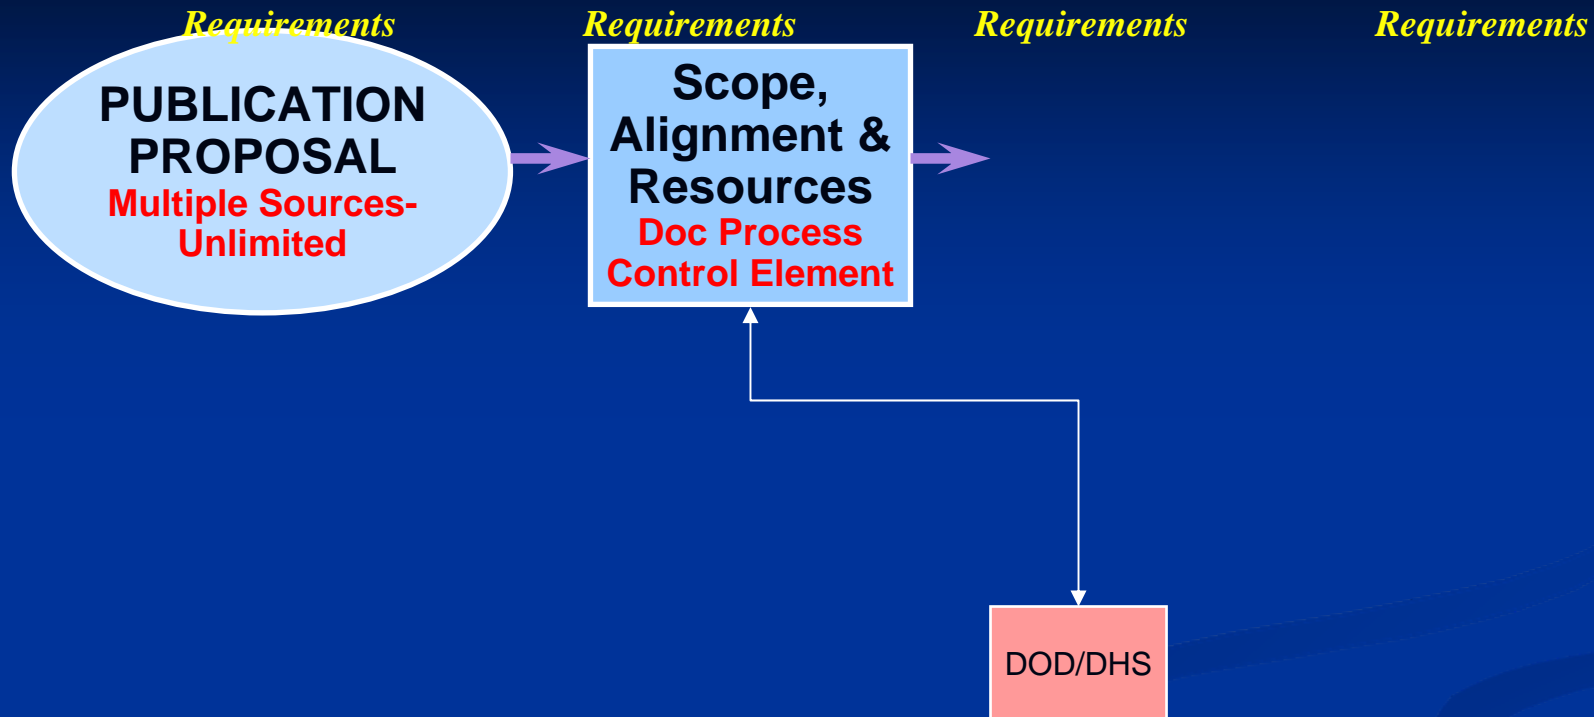 Requirements Requirements Requirements Requirements
PUBLICATION
PROPOSAL
Multiple Sources-
Unlimited
Scope,
Alignment &
Resources
Doc Process
Control Element
DOD/DHS